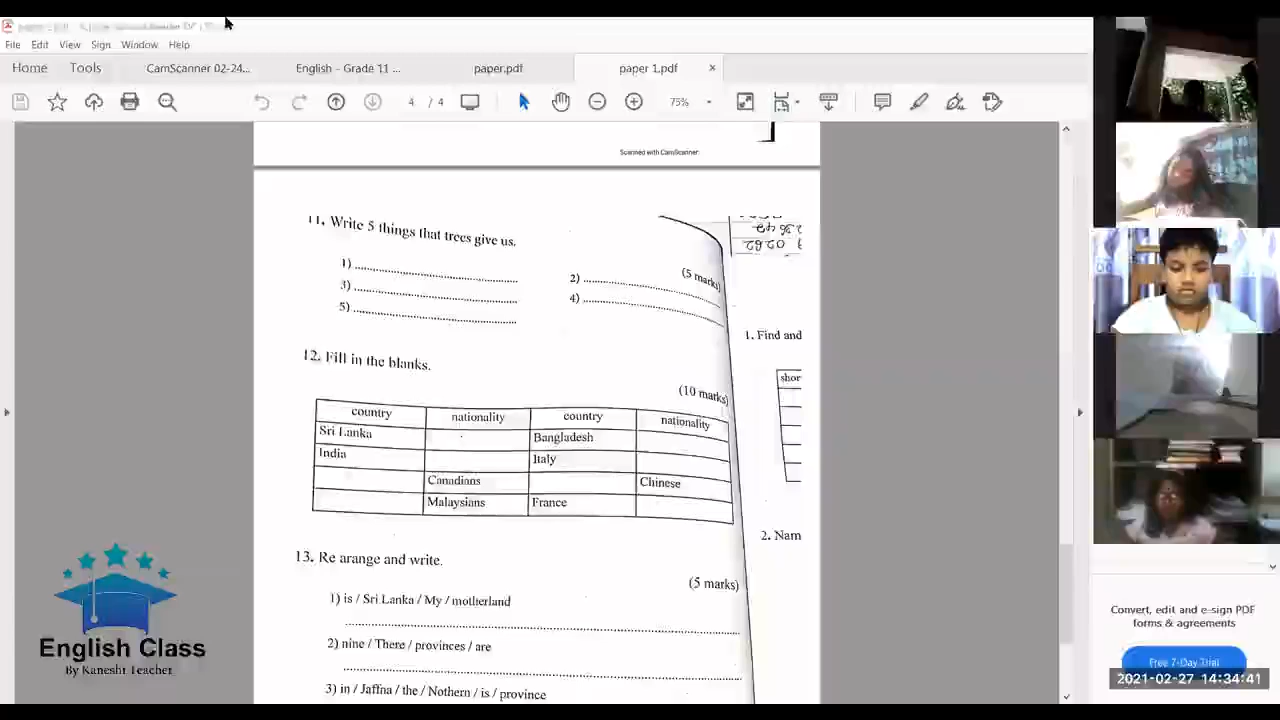 File Edit View Sign Window Help
Home Tools CamScanner 02-24... English - Grade 11 ... paper.pdf paper 1.pdf ×
4 / 4 75%
Scanned with CamScanner
11. Write 5 things that trees give us.
(5 marks)
1) ........................................ 2) ........................................
3) ........................................ 4) ........................................
5) ........................................
12. Fill in the blanks.
(10 marks)
country nationality country nationality
Sri Lanka Bangladesh
India Italy
Canadians Chinese
Malaysians France
13. Re arange and write.
(5 marks)
1) is / Sri Lanka / My / motherland
2) nine / There / provinces / are
3) in / Jaffna / the / Nothern / is / province
1. Find and
shor
2. Nam
English Class
By Kaneshi Teacher
Convert, edit and e-sign PDF
forms & agreements
Free 7-Day Trial
2021-02-27 14:34:41